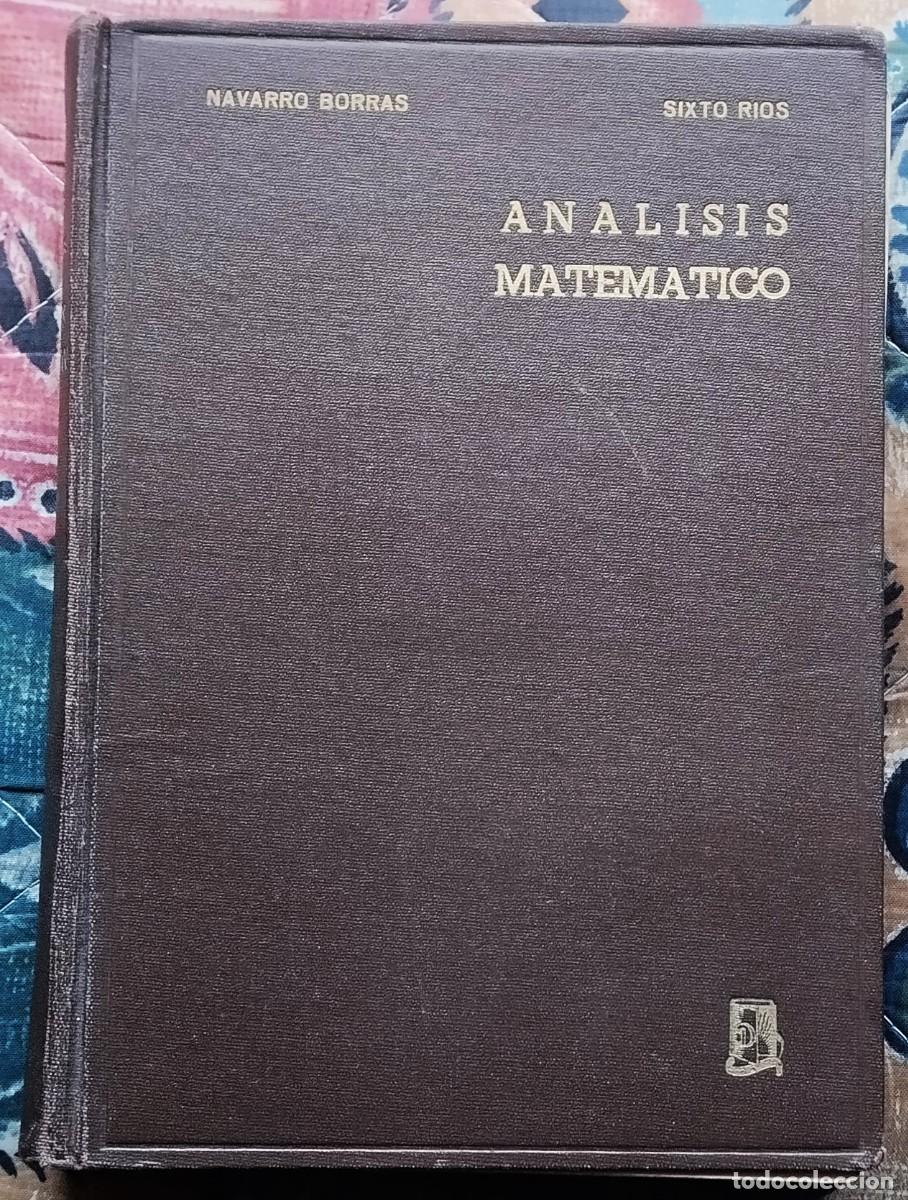 NAVARRO BORRAS SIXTO RIOS
ANALISIS
MATEMATICO
todocoleccion